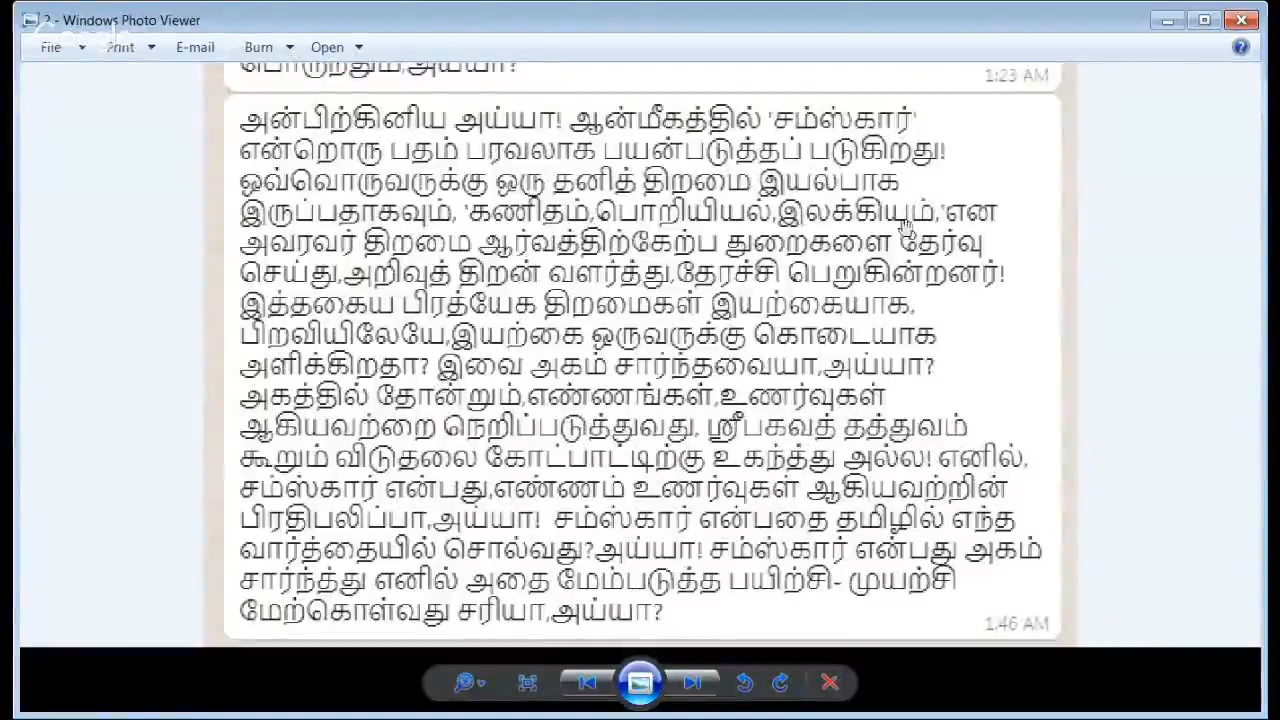 2 - Windows Photo Viewer
File Print E-mail Burn Open
பொருந்தும்,அய்யா?
1:23 AM
அன்பிற்கினிய அய்யா! ஆன்மீகத்தில் 'சம்ஸ்கார்'
என்றொரு பதம் பரவலாக பயன்படுத்தப் படுகிறது!
ஒவ்வொருவருக்கு ஒரு தனித் திறமை இயல்பாக
இருப்பதாகவும், 'கணிதம்,பொறியியல்,இலக்கியும்,'என
அவரவர் திறமை ஆர்வத்திற்கேற்ப துறைகளை தேர்வு
செய்து,அறிவுத் திறன் வளர்த்து,தேரச்சி பெறுகின்றனர்!
இத்தகைய பிரத்யேக திறமைகள் இயற்கையாக,
பிறவியிலேயே,இயற்கை ஒருவருக்கு கொடையாக
அளிக்கிறதா? இவை அகம் சார்ந்தவையா,அய்யா?
அகத்தில் தோன்றும்,எண்ணங்கள்,உணர்வுகள்
ஆகியவற்றை நெறிப்படுத்துவது, ஸ்ரீபகவத் தத்துவம்
கூறும் விடுதலை கோட்பாட்டிற்கு உகந்த்து அல்ல! எனில்,
சம்ஸ்கார் என்பது,எண்ணம் உணர்வுகள் ஆகியவற்றின்
பிரதிபலிப்பா,அய்யா! சம்ஸ்கார் என்பதை தமிழில் எந்த
வார்த்தையில் சொல்வது?அய்யா! சம்ஸ்கார் என்பது அகம்
சார்ந்த்து எனில் அதை மேம்படுத்த பயிற்சி- முயற்சி
மேற்கொள்வது சரியா,அய்யா?
1:46 AM